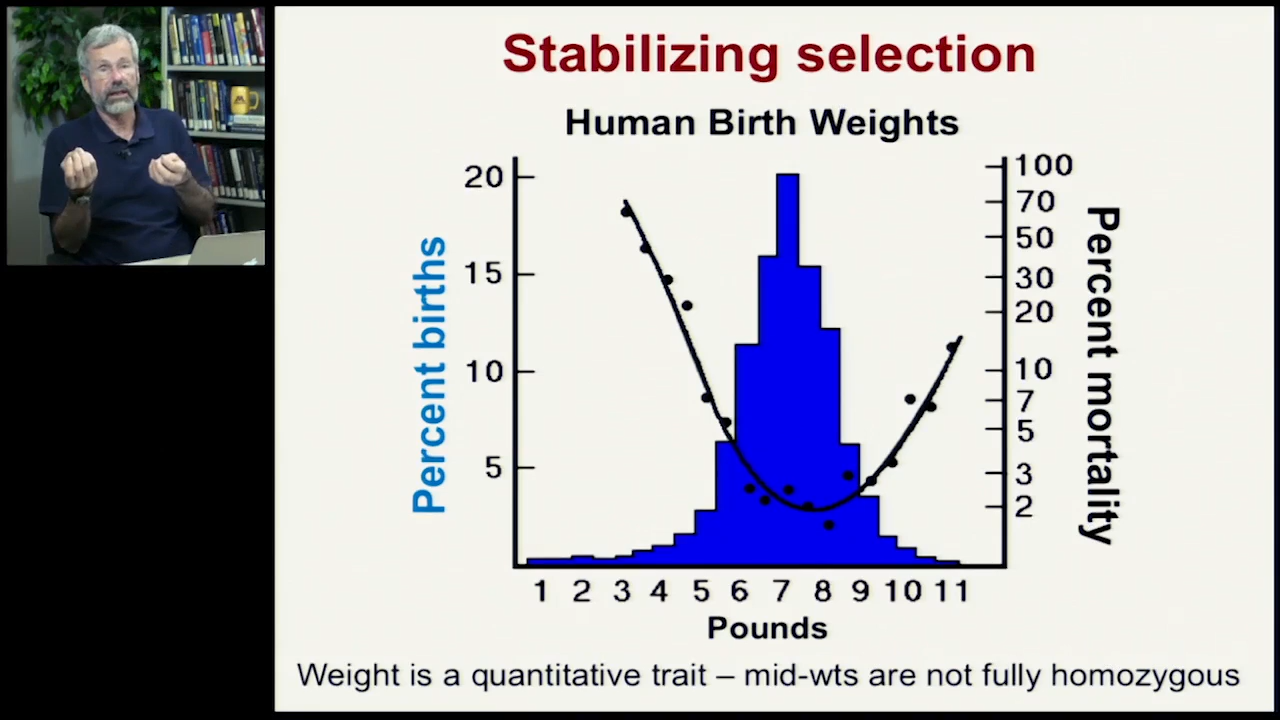 Stabilizing selection
Human Birth Weights
20
15
10
5
Percent births
100
70
50
30
20
10
7
5
3
2
Percent mortality
1 2 3 4 5 6 7 8 9 10 11
Pounds
Weight is a quantitative trait – mid-wts are not fully homozygous